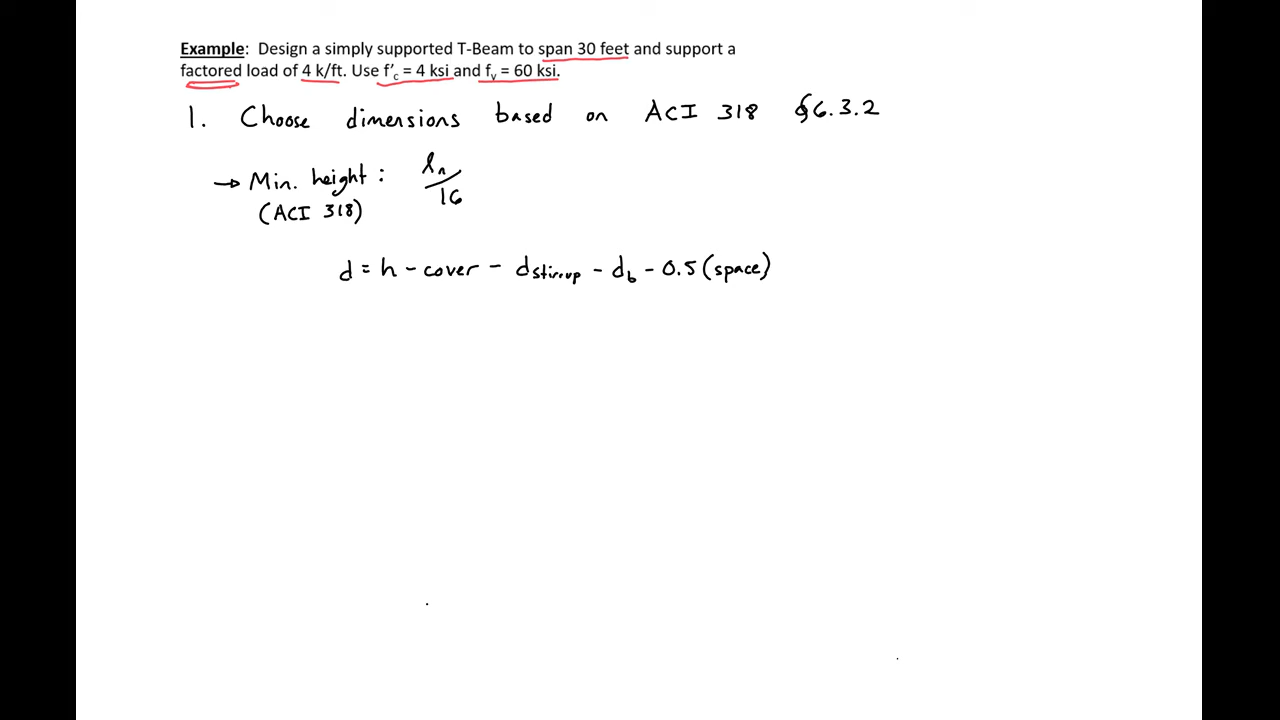 Example: Design a simply supported T-Beam to span 30 feet and support a
factored load of 4 k/ft. Use f'c = 4 ksi and fy = 60 ksi.
1. Choose dimensions based on ACI 318 §6.3.2
→ Min. height: ln/16
(ACI 318)
d = h - cover - dstirrup - db - 0.5 (space)